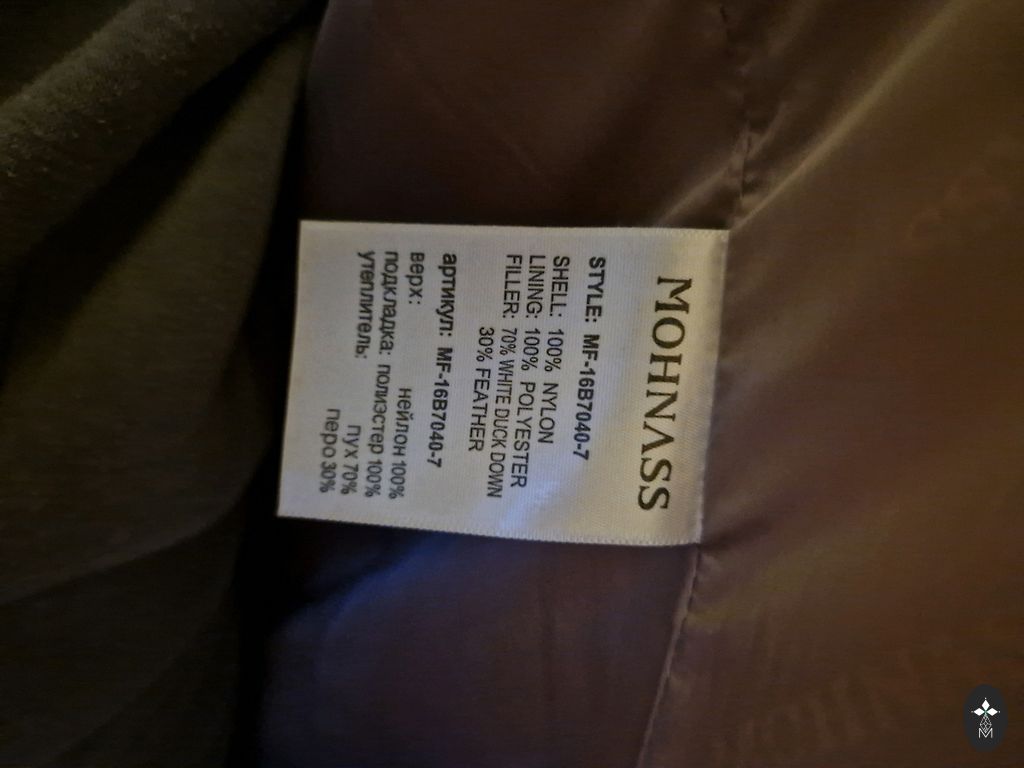 MOHNASS
STYLE: MF-16B7040-7
SHELL: 100% NYLON
LINING: 100% POLYESTER
FILLER: 70% WHITE DUCK DOWN
30% FEATHER
артикул: MF-16B7040-7
верх: нейлон 100%
подкладка: полиэстер 100%
утеплитель: пух 70%
перо 30%
M